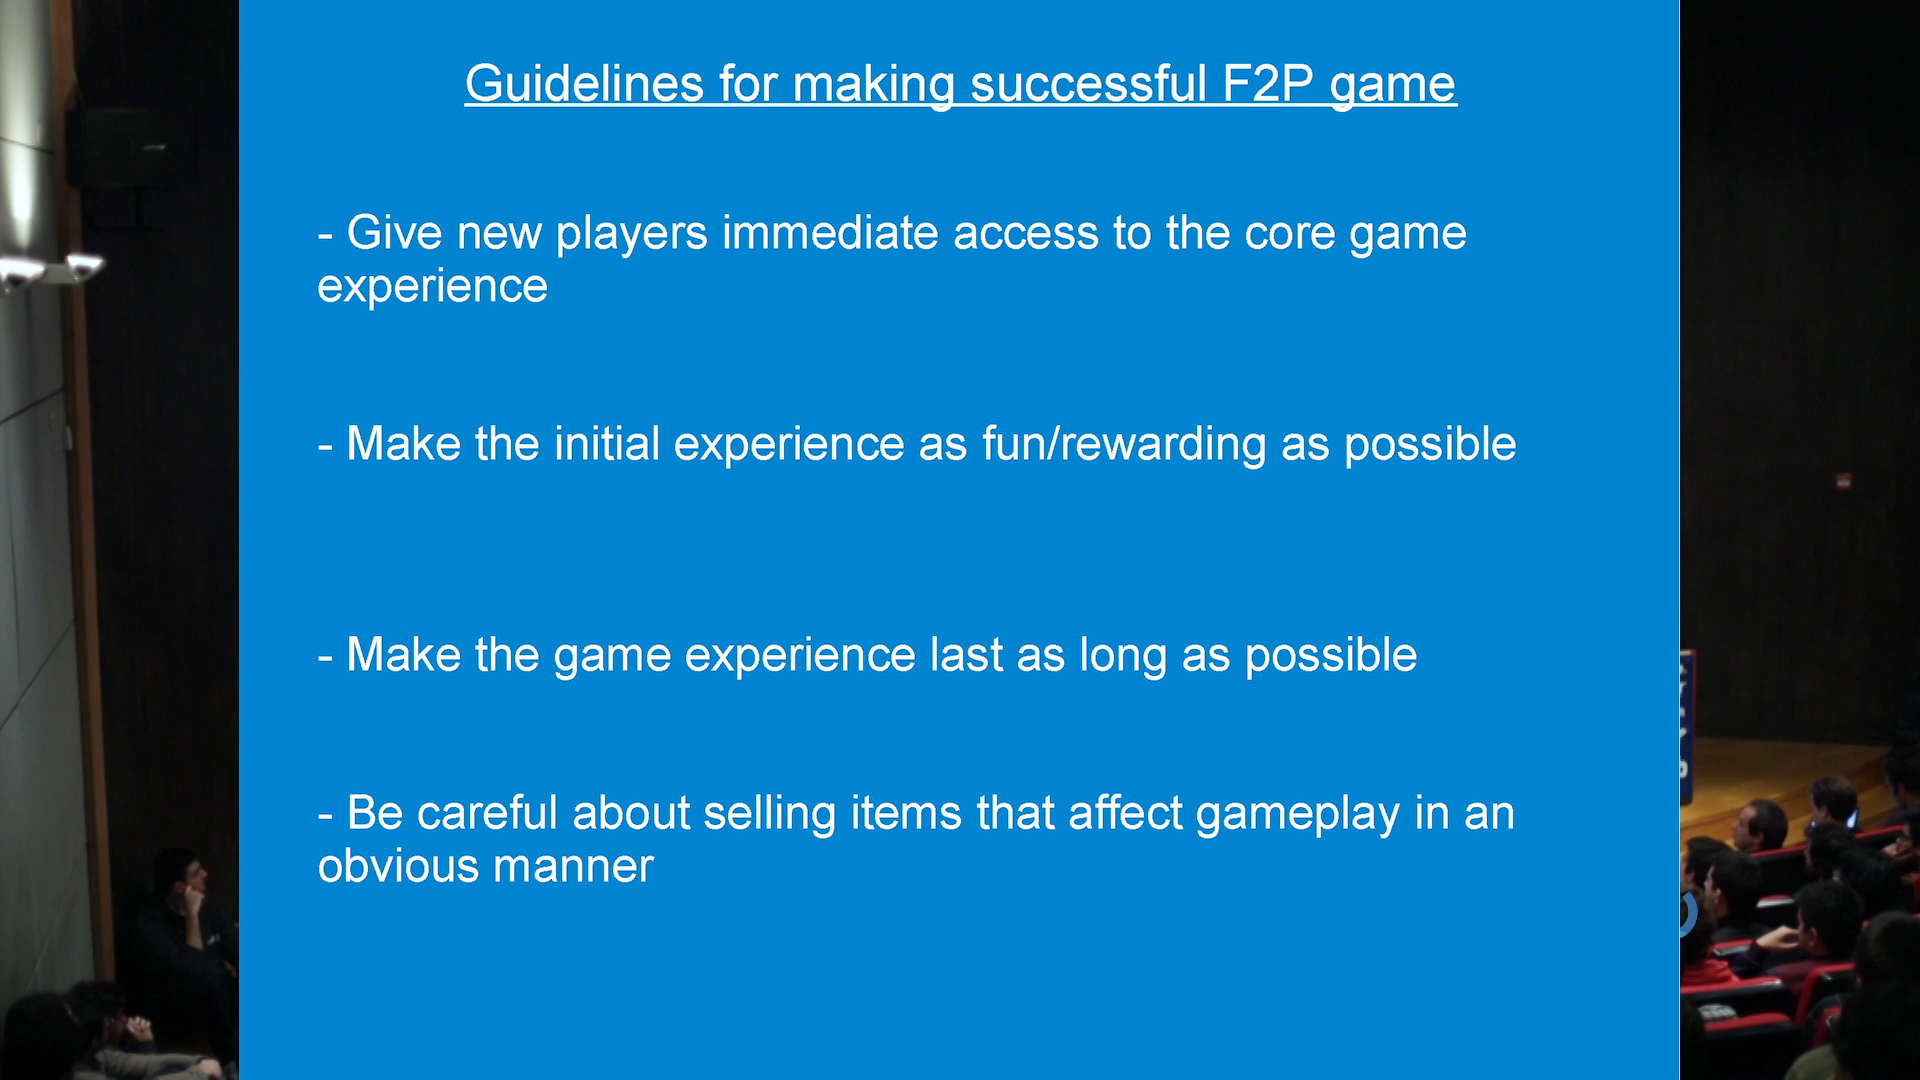 Guidelines for making successful F2P game
- Give new players immediate access to the core game
experience
- Make the initial experience as fun/rewarding as possible
- Make the game experience last as long as possible
- Be careful about selling items that affect gameplay in an
obvious manner